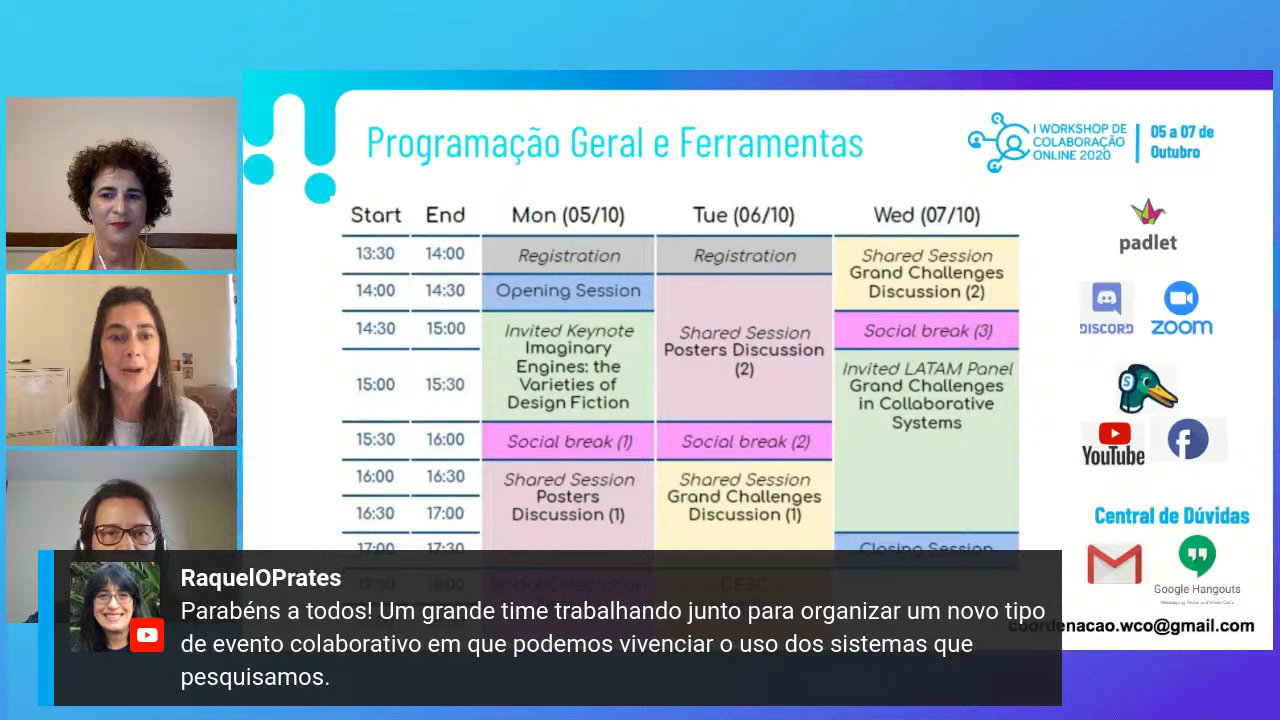 Programação Geral e Ferramentas
I WORKSHOP DE
COLABORAÇÃO
ONLINE 2020
05 a 07 de
Outubro
Start End Mon (05/10) Tue (06/10) Wed (07/10)
13:30 14:00 Registration Registration Shared Session
Grand Challenges
Discussion (2)
14:00 14:30 Opening Session
14:30 15:00 Invited Keynote
Imaginary
Engines: the
Varieties of
Design Fiction
Shared Session
Posters Discussion
(2)
Social break (3)
15:00 15:30 Invited LATAM Panel
Grand Challenges
in Collaborative
Systems
15:30 16:00 Social break (1) Social break (2)
16:00 16:30 Shared Session
Posters
Discussion (1)
Shared Session
Grand Challenges
Discussion (1)
16:30 17:00
17:00 17:30 Closing Session
padlet
DISCORD
zoom
S
YouTube
Central de Dúvidas
Google Hangouts
coordenacao.wco@gmail.com
RaquelOPrates
Parabéns a todos! Um grande time trabalhando junto para organizar um novo tipo
de evento colaborativo em que podemos vivenciar o uso dos sistemas que
pesquisamos.